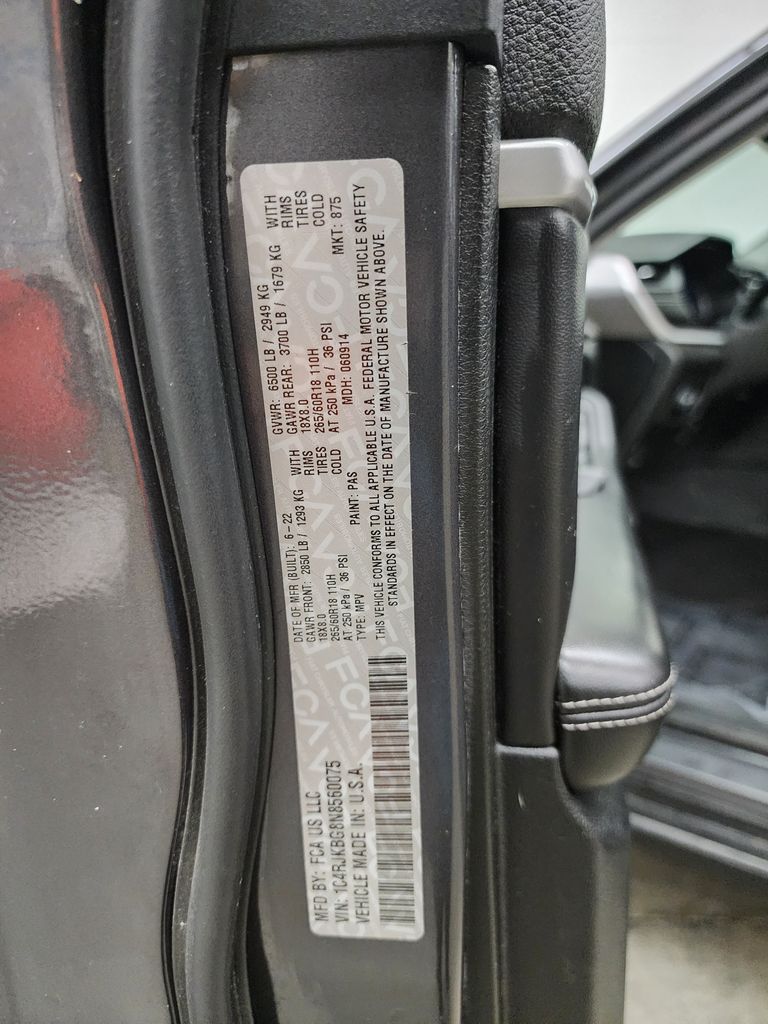 MFD BY: FCA US LLC
VIN: 1C4RJKBG8N8560075
VEHICLE MADE IN: U.S.A.
DATE OF MFR (BUILT): 6-22 GVWR: 6500 LB / 2949 KG
GAWR FRONT: 2850 LB / 1293 KG WITH GAWR REAR: 3700 LB / 1679 KG WITH
18X8.0 RIMS 18X8.0 RIMS
265/60R18 110H TIRES 265/60R18 110H TIRES
AT 250 kPa / 36 PSI COLD AT 250 kPa / 36 PSI COLD
TYPE: MPV PAINT: PAS MDH: 060914 MKT: 875
THIS VEHICLE CONFORMS TO ALL APPLICABLE U.S.A. FEDERAL MOTOR VEHICLE SAFETY
STANDARDS IN EFFECT ON THE DATE OF MANUFACTURE SHOWN ABOVE.